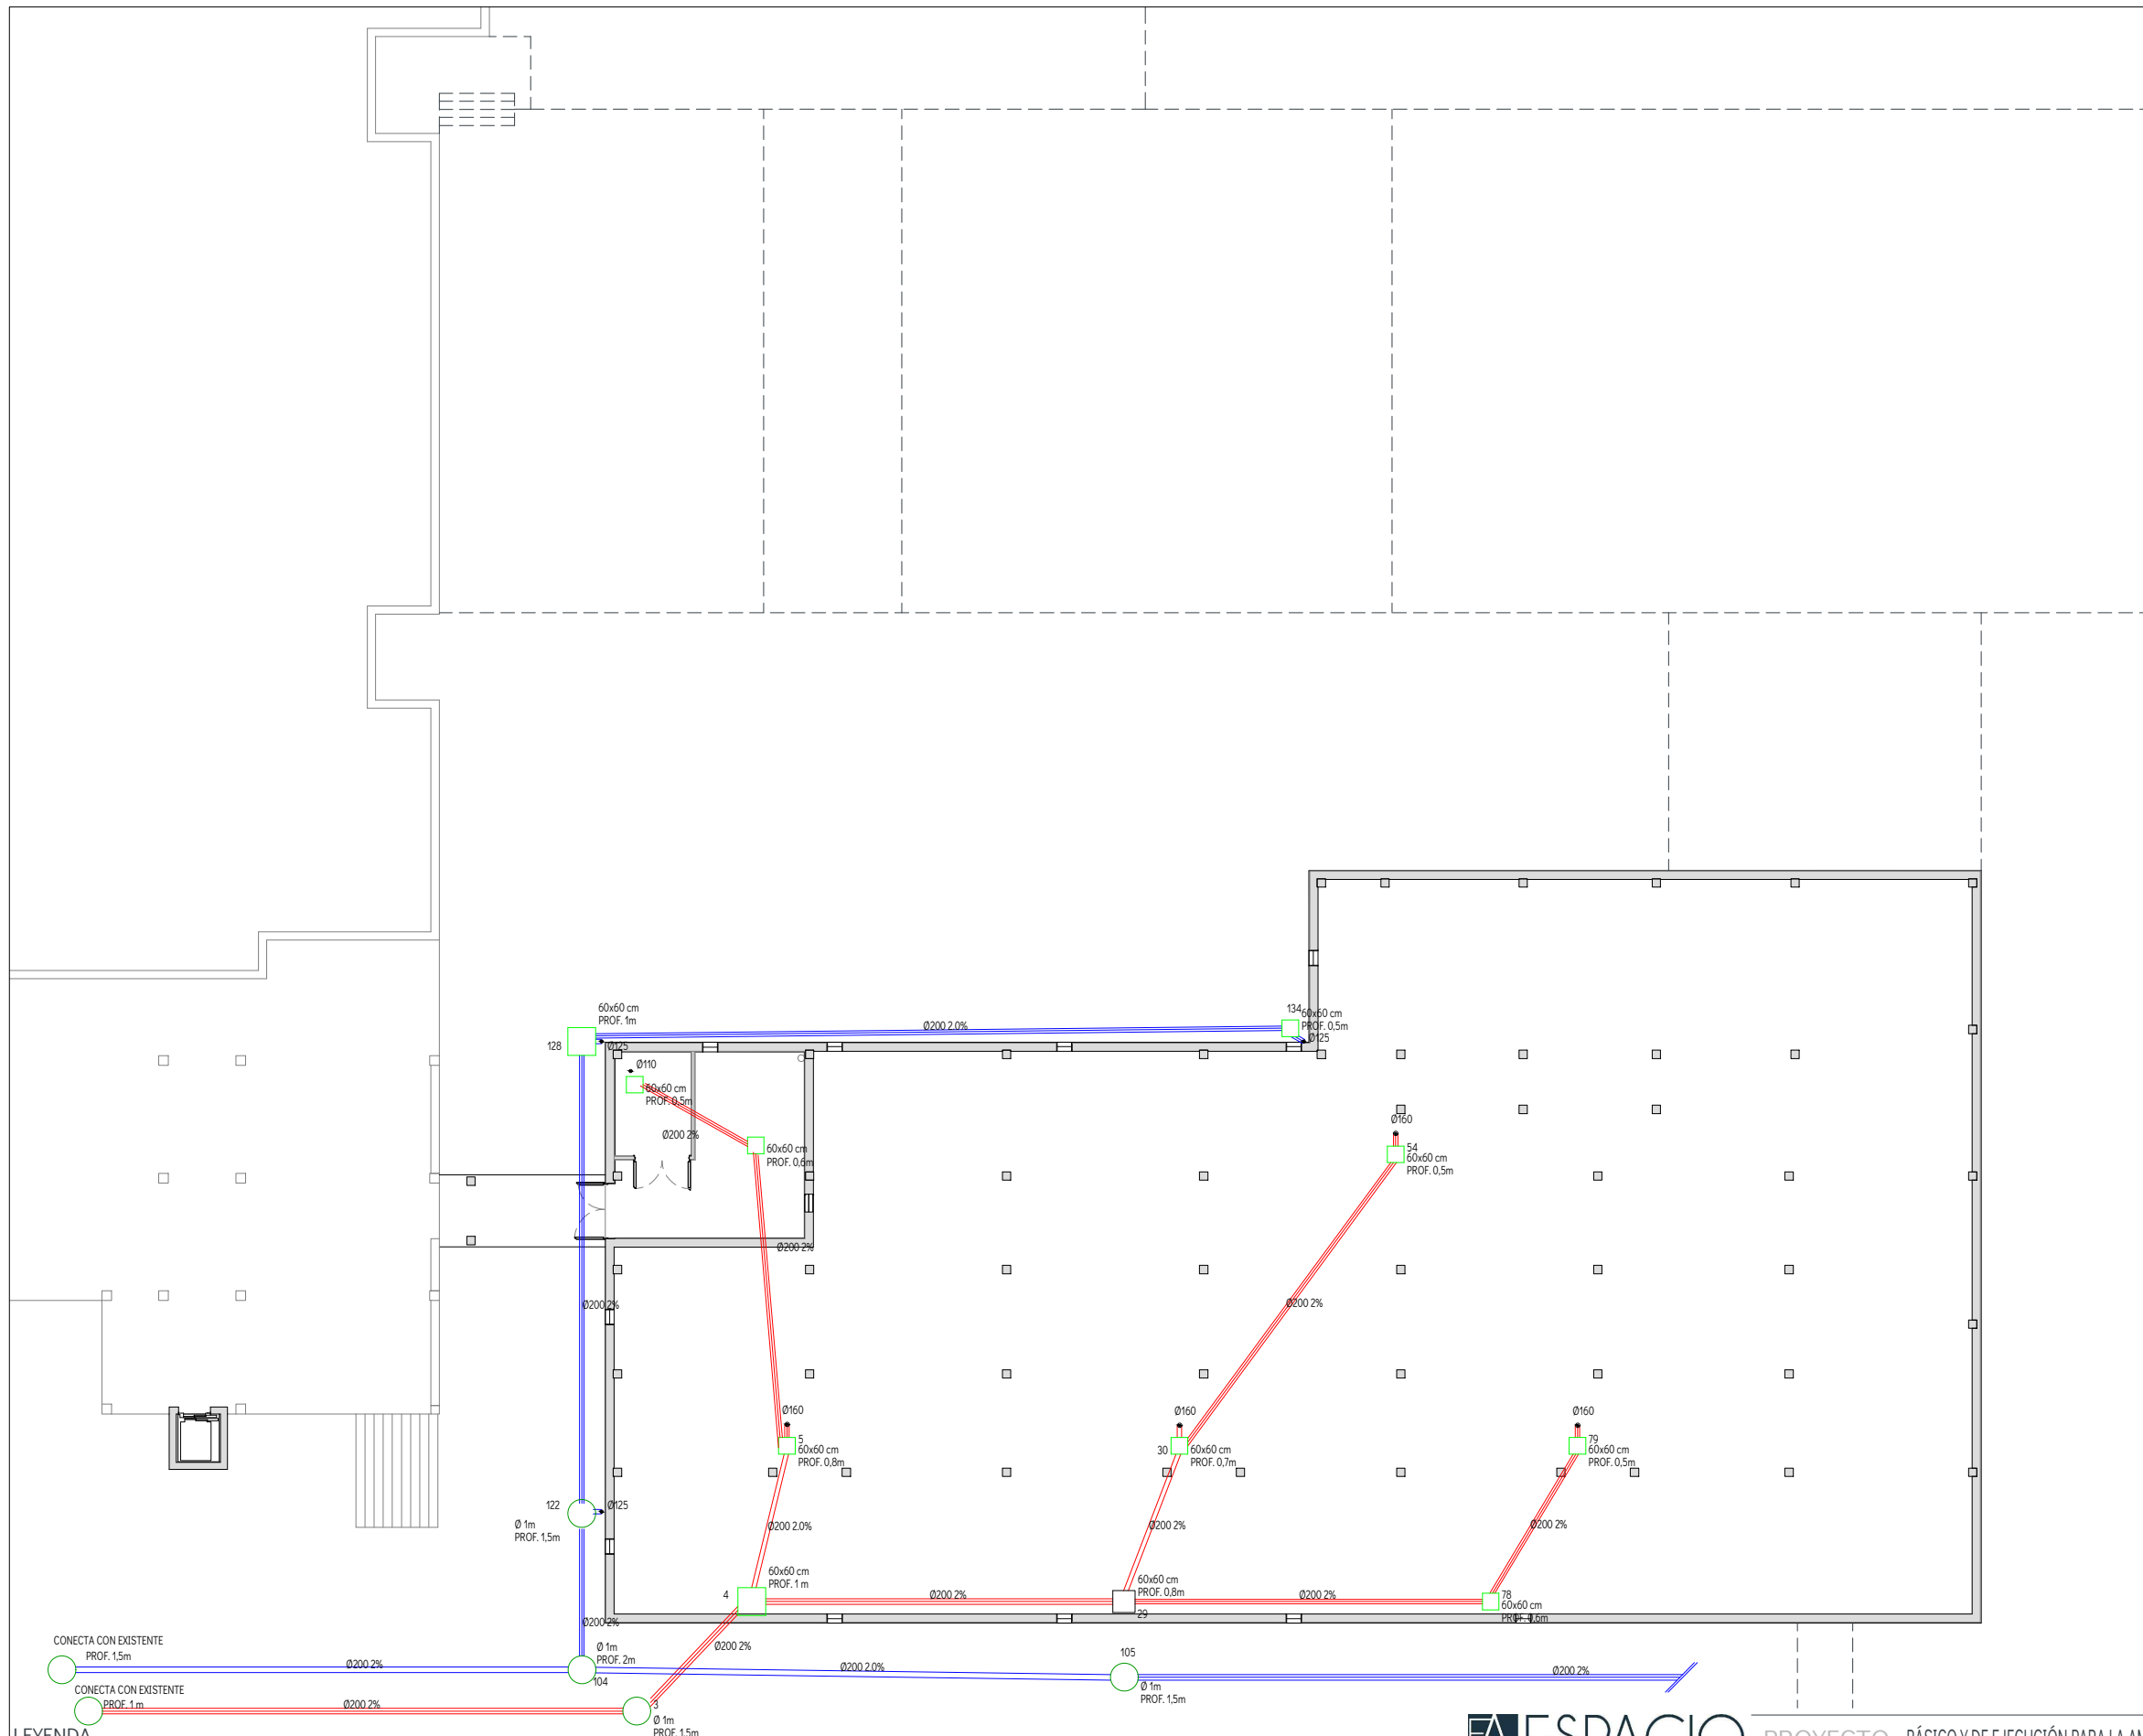 60x60 cm
PROF. 1m
128
Ø125
Ø200 2.0%
134
60x60 cm
PROF. 0,5m
Ø125
Ø110
60x60 cm
PROF. 0,5m
Ø200 2%
60x60 cm
PROF. 0,6m
Ø160
54
60x60 cm
PROF. 0,5m
Ø200 2%
Ø200 2%
Ø200 2%
Ø160
5
60x60 cm
PROF. 0,8m
Ø160
30
60x60 cm
PROF. 0,7m
Ø160
79
60x60 cm
PROF. 0,5m
122
Ø125
Ø 1m
PROF. 1,5m
Ø200 2.0%
Ø200 2%
Ø200 2%
60x60 cm
PROF. 1 m
4
Ø200 2%
60x60 cm
PROF. 0,8m
29
Ø200 2%
78
60x60 cm
PROF. 0,6m
Ø200 2%
CONECTA CON EXISTENTE
PROF. 1,5m
Ø200 2%
Ø 1m
PROF. 2m
104
Ø200 2%
Ø200 2.0%
105
Ø 1m
PROF. 1,5m
Ø200 2%
CONECTA CON EXISTENTE
PROF. 1 m
Ø200 2%
3
Ø 1m
PROF. 1,5m
LEYENDA
EA ESPACIO
PROYECTO
BÁSICO Y DE EJECUCIÓN PARA LA